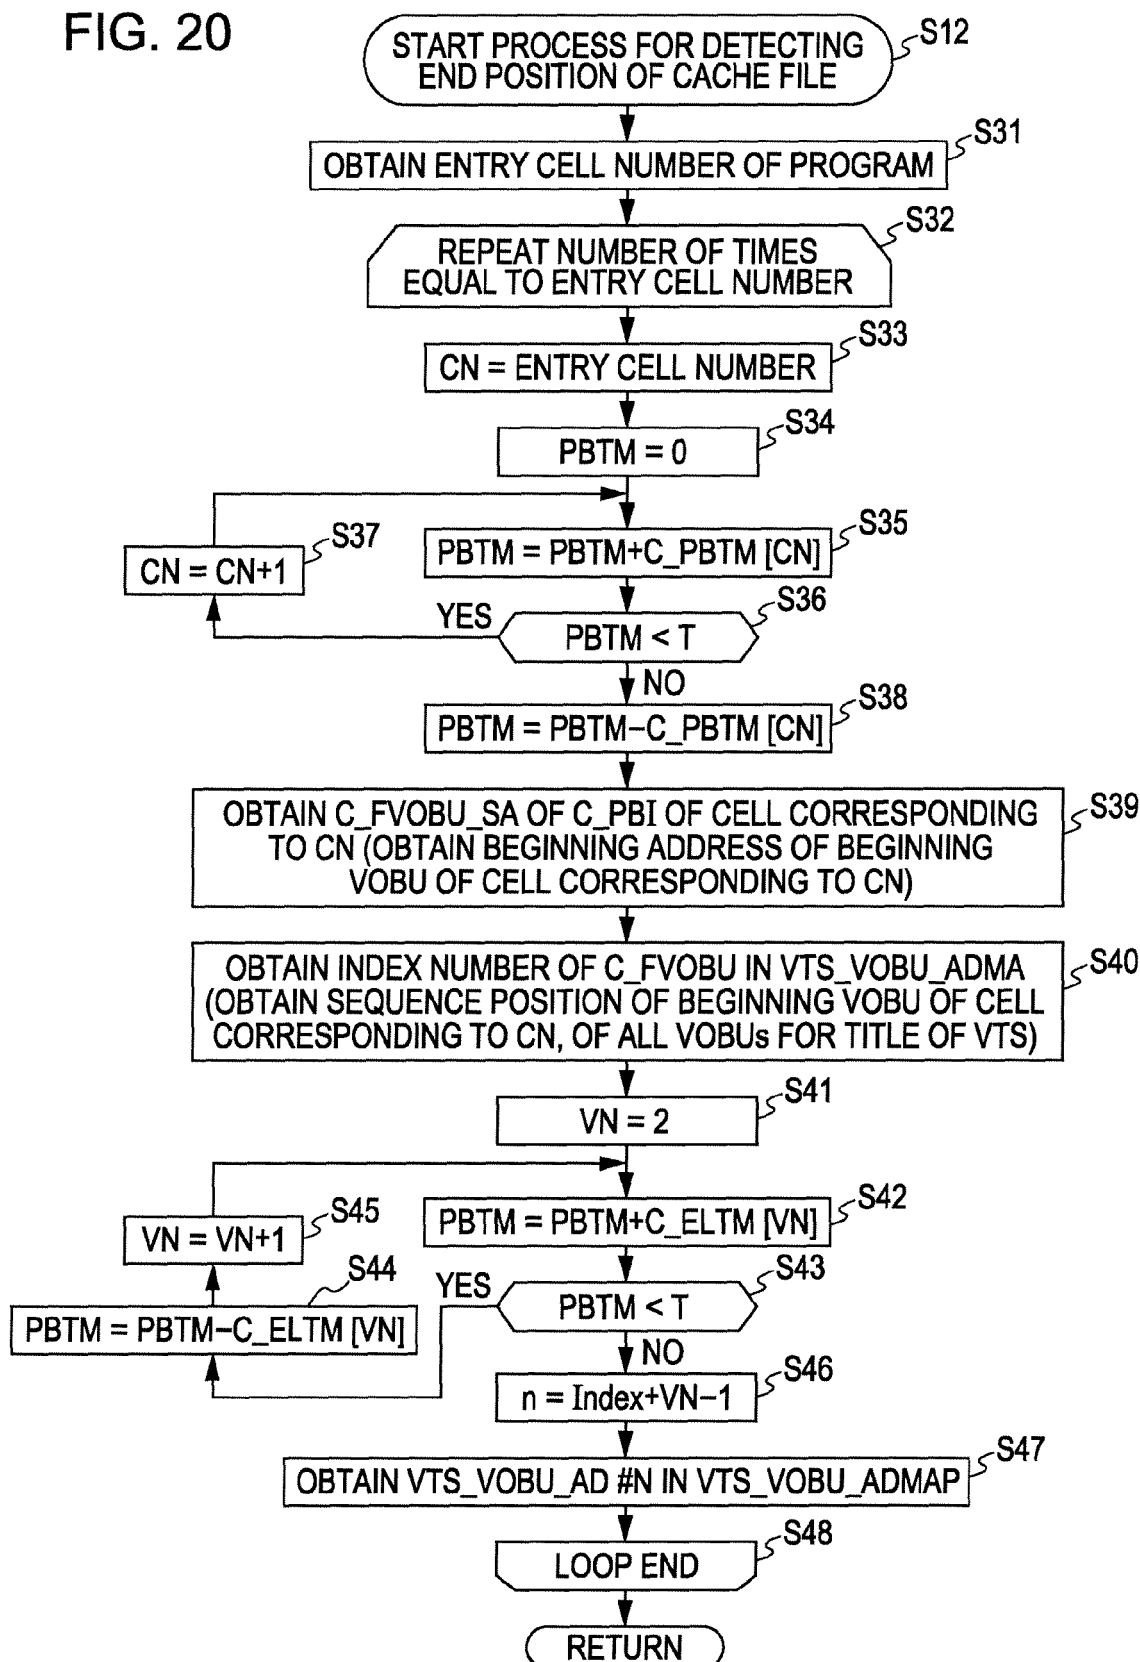 FIG. 20
START PROCESS FOR DETECTING
END POSITION OF CACHE FILE
S12
OBTAIN ENTRY CELL NUMBER OF PROGRAM
S31
REPEAT NUMBER OF TIMES
EQUAL TO ENTRY CELL NUMBER
S32
CN = ENTRY CELL NUMBER
S33
PBTM = 0
S34
PBTM = PBTM+C_PBTM [CN]
S35
CN = CN+1
S37
PBTM < T
S36
YES
NO
PBTM = PBTM−C_PBTM [CN]
S38
OBTAIN C_FVOBU_SA OF C_PBI OF CELL CORRESPONDING
TO CN (OBTAIN BEGINNING ADDRESS OF BEGINNING
VOBU OF CELL CORRESPONDING TO CN)
S39
OBTAIN INDEX NUMBER OF C_FVOBU IN VTS_VOBU_ADMA
(OBTAIN SEQUENCE POSITION OF BEGINNING VOBU OF CELL
CORRESPONDING TO CN, OF ALL VOBUs FOR TITLE OF VTS)
S40
VN = 2
S41
PBTM = PBTM+C_ELTM [VN]
S42
VN = VN+1
S45
PBTM < T
S43
YES
PBTM = PBTM−C_ELTM [VN]
S44
NO
n = Index+VN−1
S46
OBTAIN VTS_VOBU_AD #N IN VTS_VOBU_ADMAP
S47
LOOP END
S48
RETURN